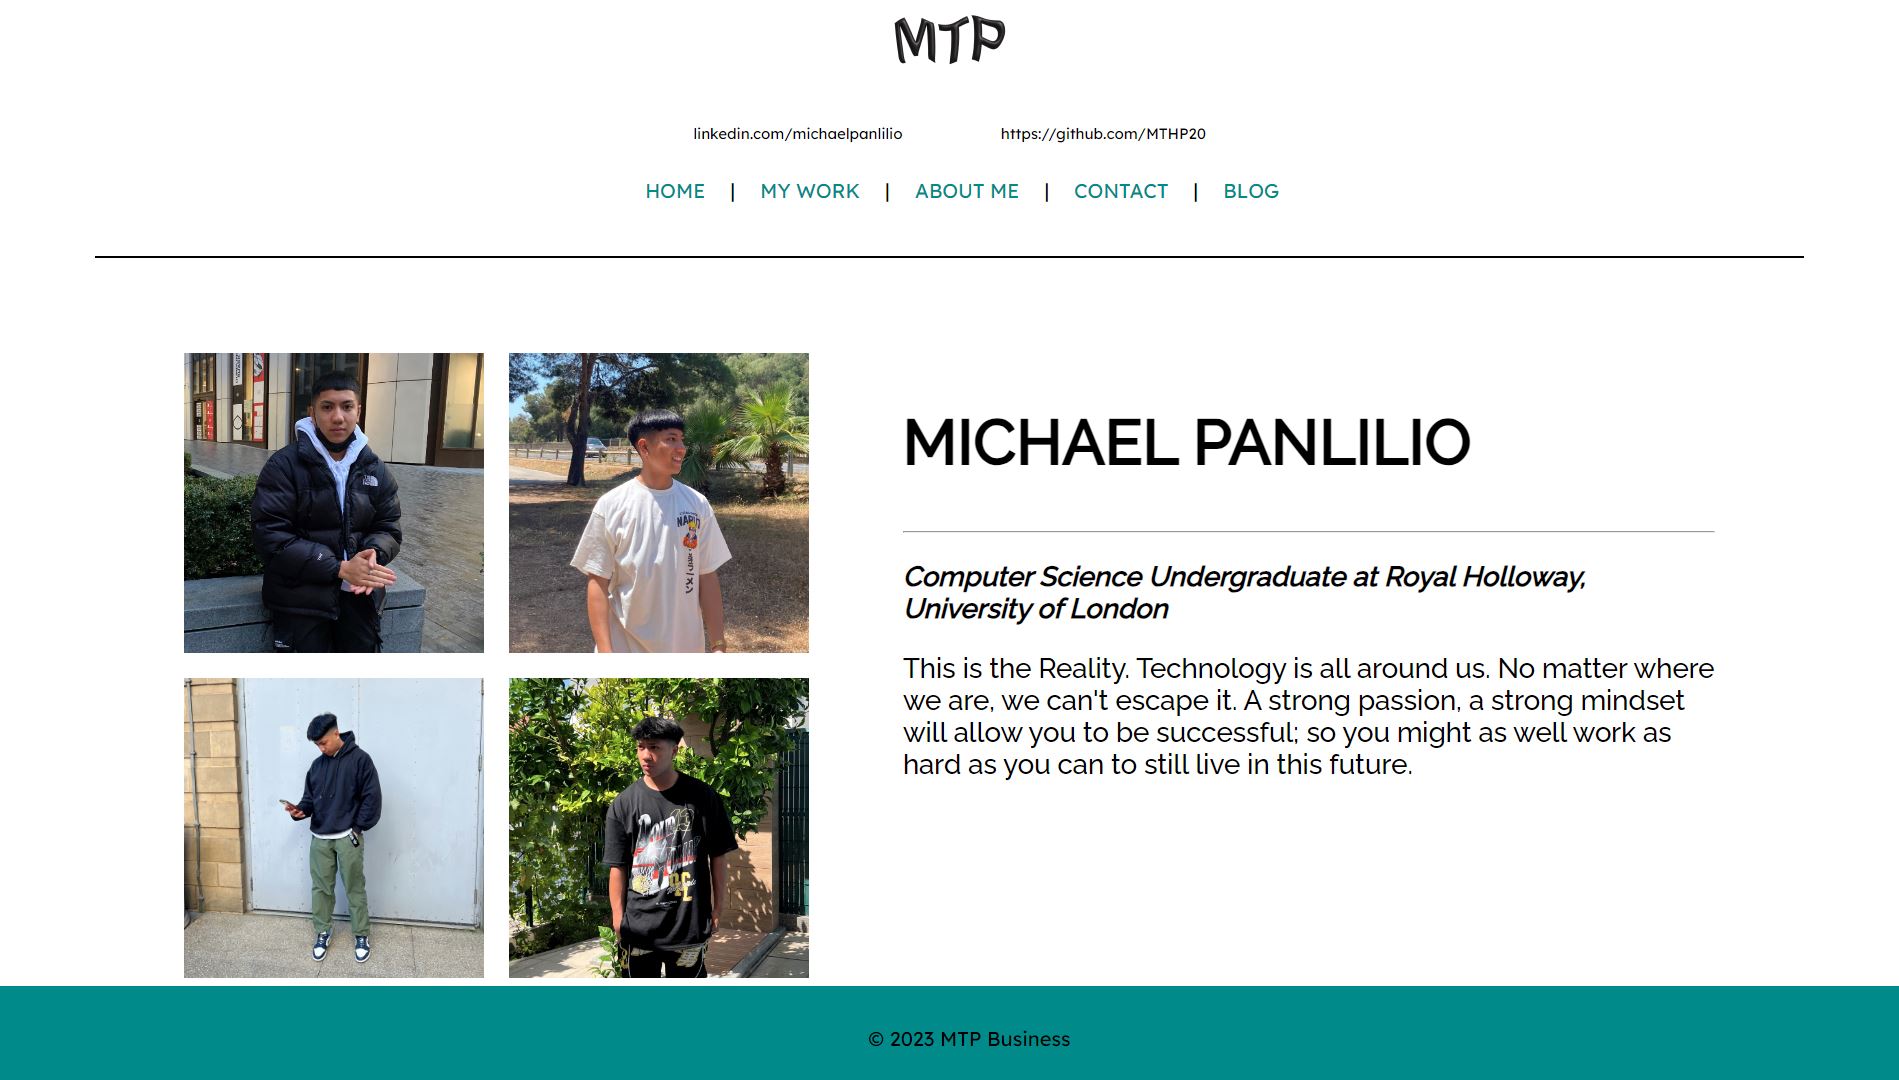 MTP
linkedin.com/michaelpanlilio https://github.com/MTHP20
HOME | MY WORK | ABOUT ME | CONTACT | BLOG
MICHAEL PANLILIO
Computer Science Undergraduate at Royal Holloway,
University of London
This is the Reality. Technology is all around us. No matter where
we are, we can't escape it. A strong passion, a strong mindset
will allow you to be successful; so you might as well work as
hard as you can to still live in this future.
© 2023 MTP Business